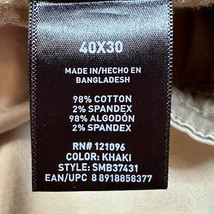 40X30
MADE IN/HECHO EN
BANGLADESH
98% COTTON
2% SPANDEX
98% ALGODÓN
2% SPANDEX
RN# 121096
COLOR: KHAKI
STYLE: SMB37431
EAN/UPC 8 8918858377